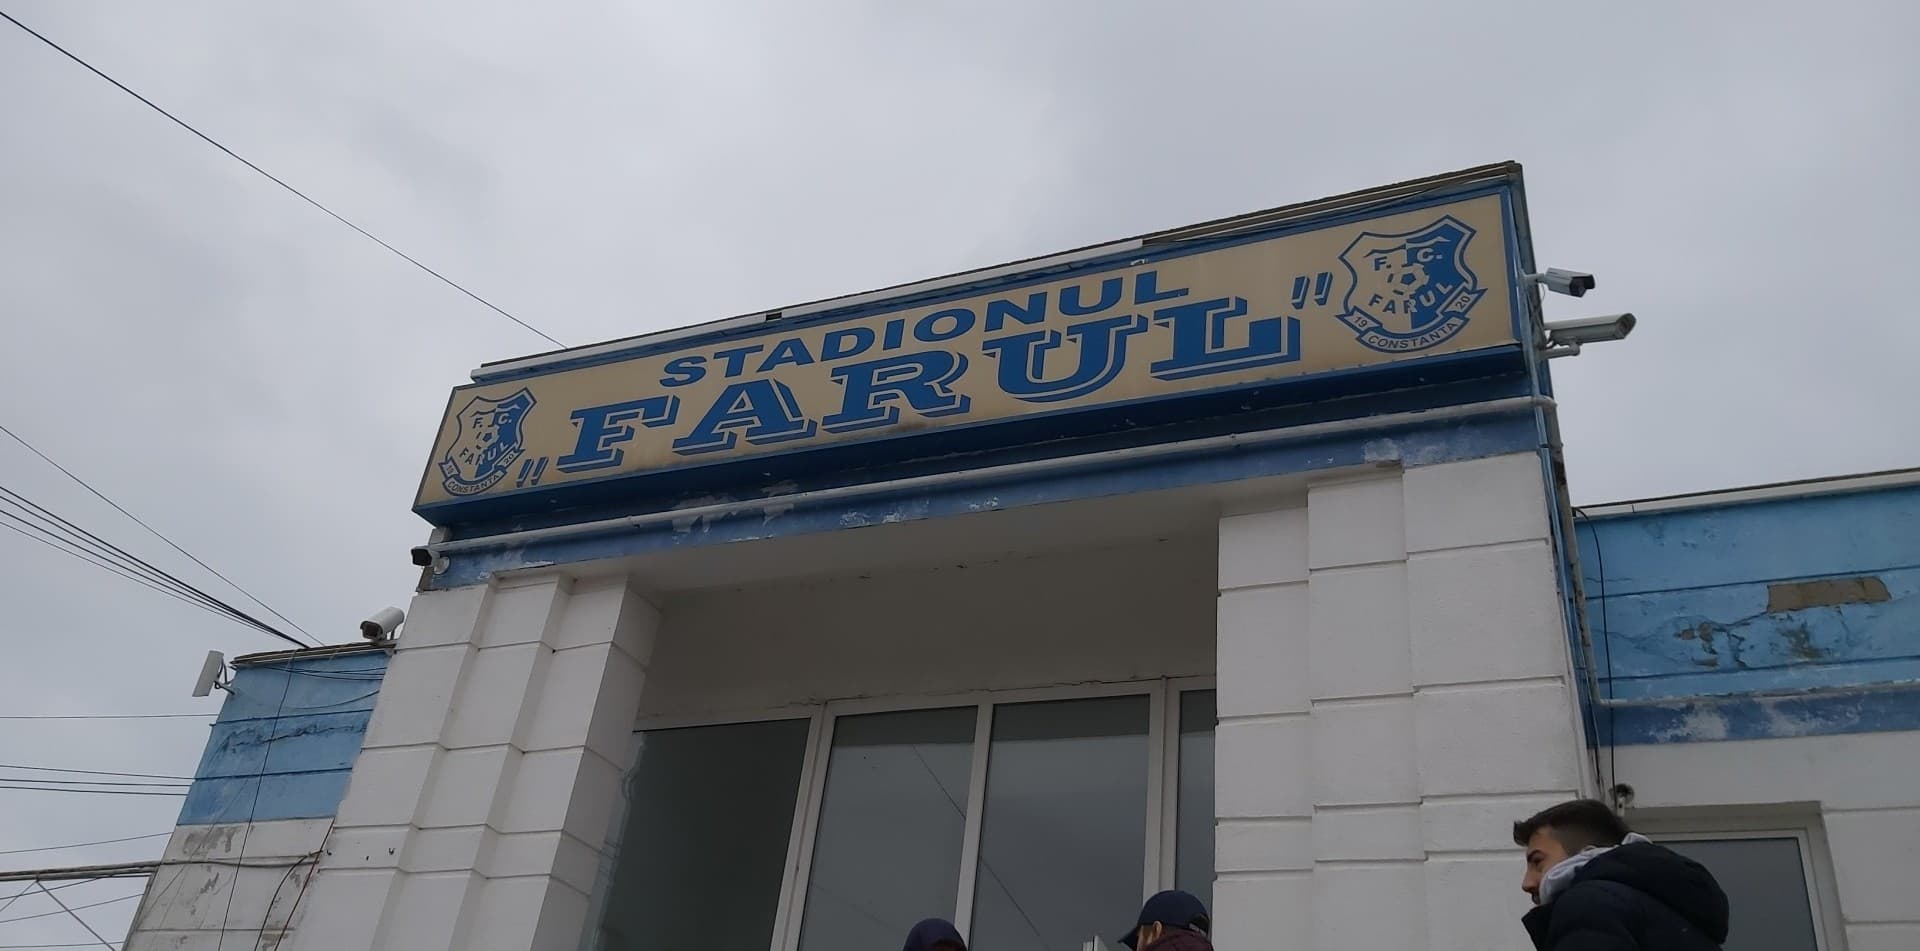 STADIONUL
"FARUL"
F. C.
FARUL
19 20
CONSTANTA
F. C.
FARUL
19 20
CONSTANTA